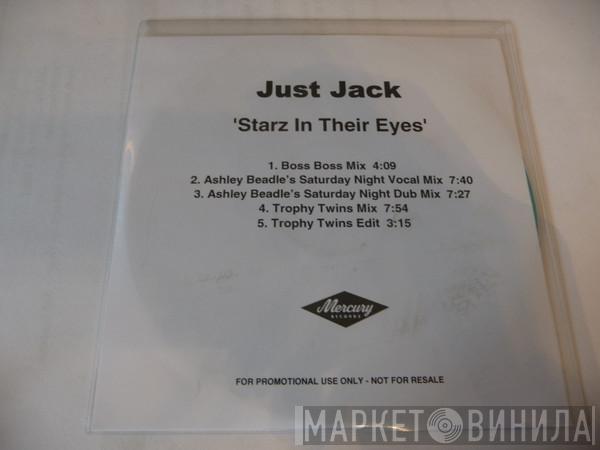 Just Jack
'Starz In Their Eyes'
1. Boss Boss Mix 4:09
2. Ashley Beadle's Saturday Night Vocal Mix 7:40
3. Ashley Beadle's Saturday Night Dub Mix 7:27
4. Trophy Twins Mix 7:54
5. Trophy Twins Edit 3:15
Mercury
RECORDS
FOR PROMOTIONAL USE ONLY - NOT FOR RESALE
МАРКЕТ ВИНИЛА